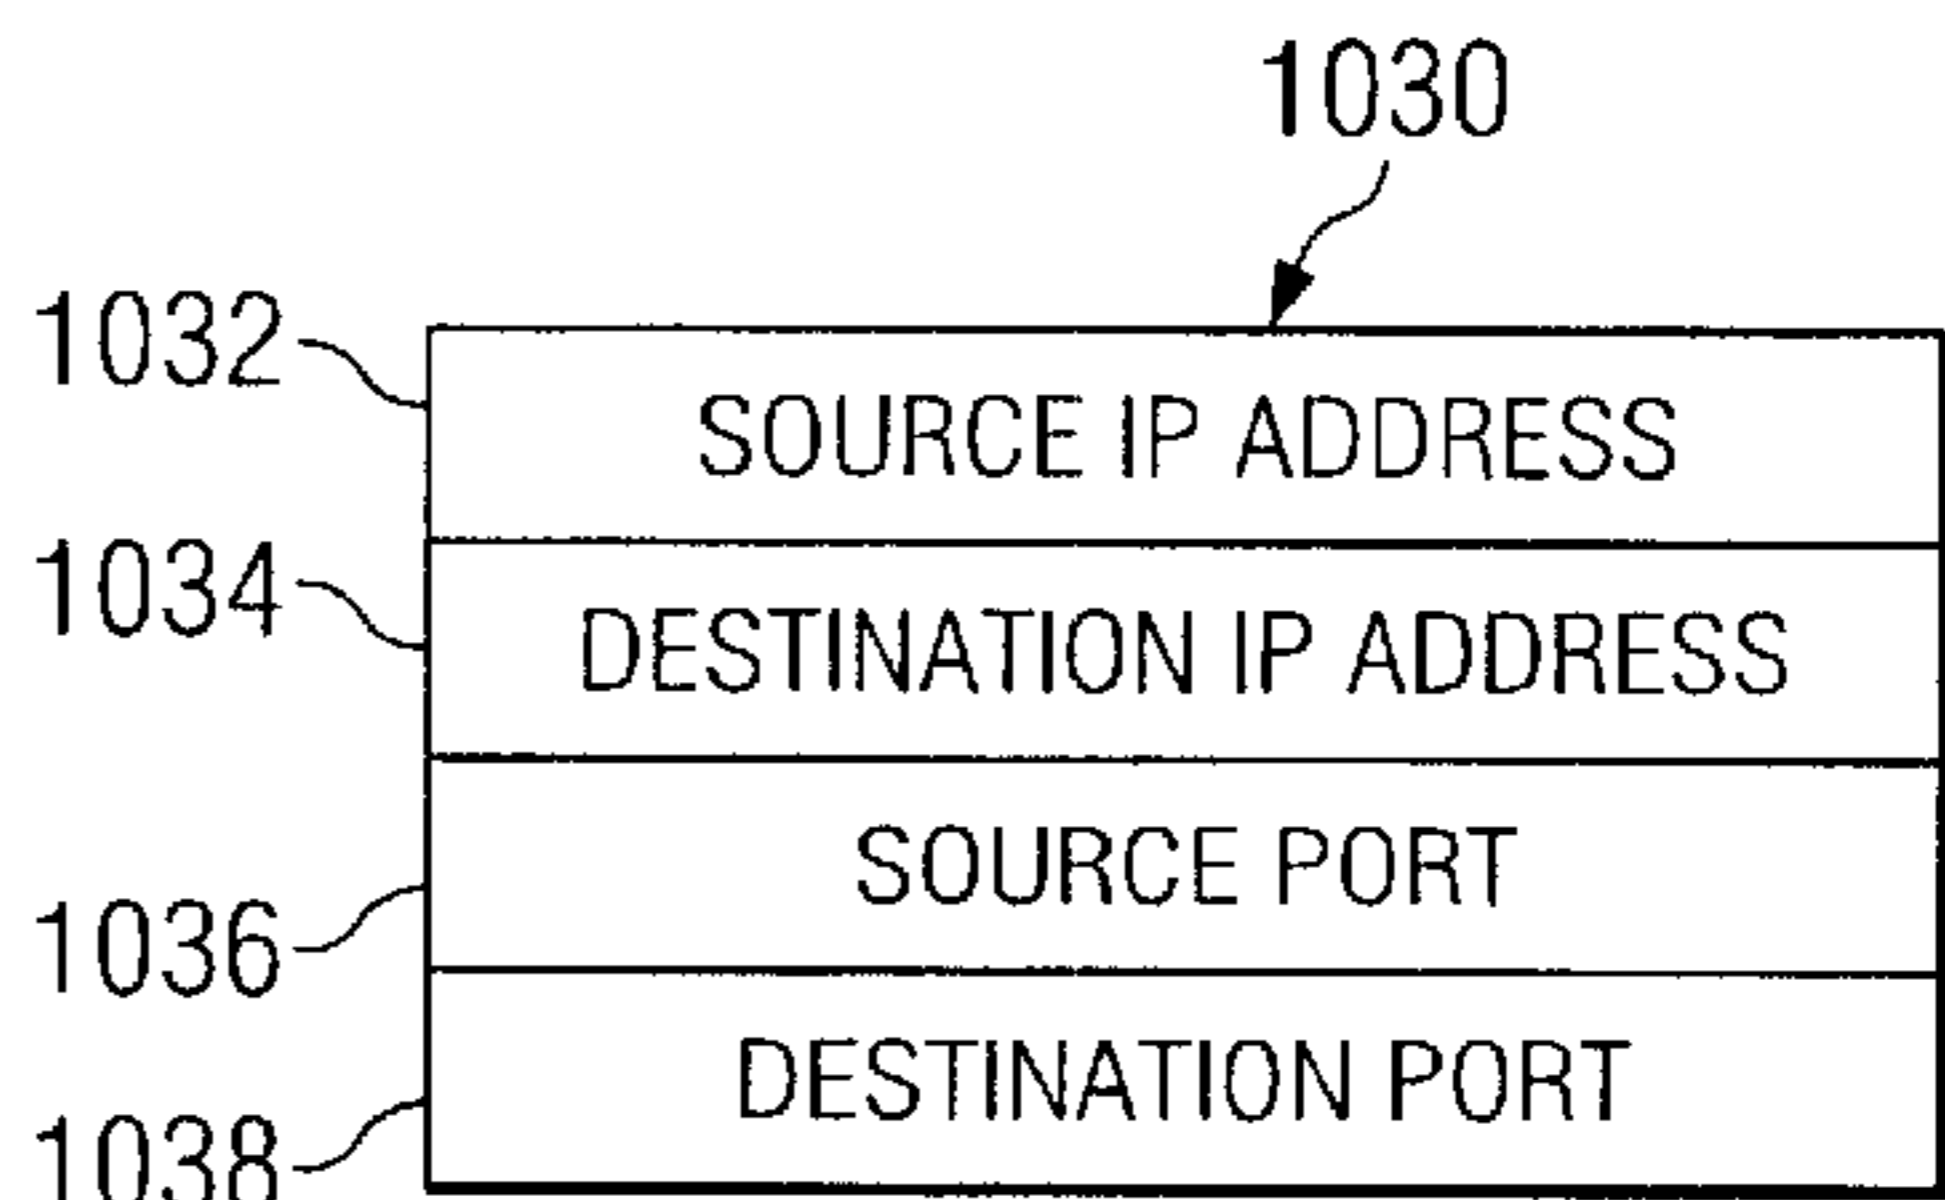 1030
1032
SOURCE IP ADDRESS
1034
DESTINATION IP ADDRESS
SOURCE PORT
1036
DESTINATION PORT
1038